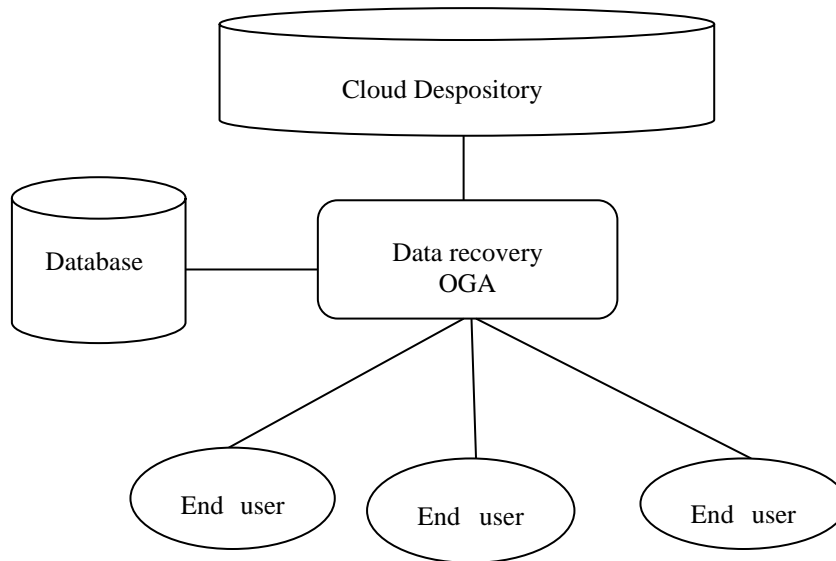 Cloud Despository
Database
Data recovery
OGA
End user
End user
End user